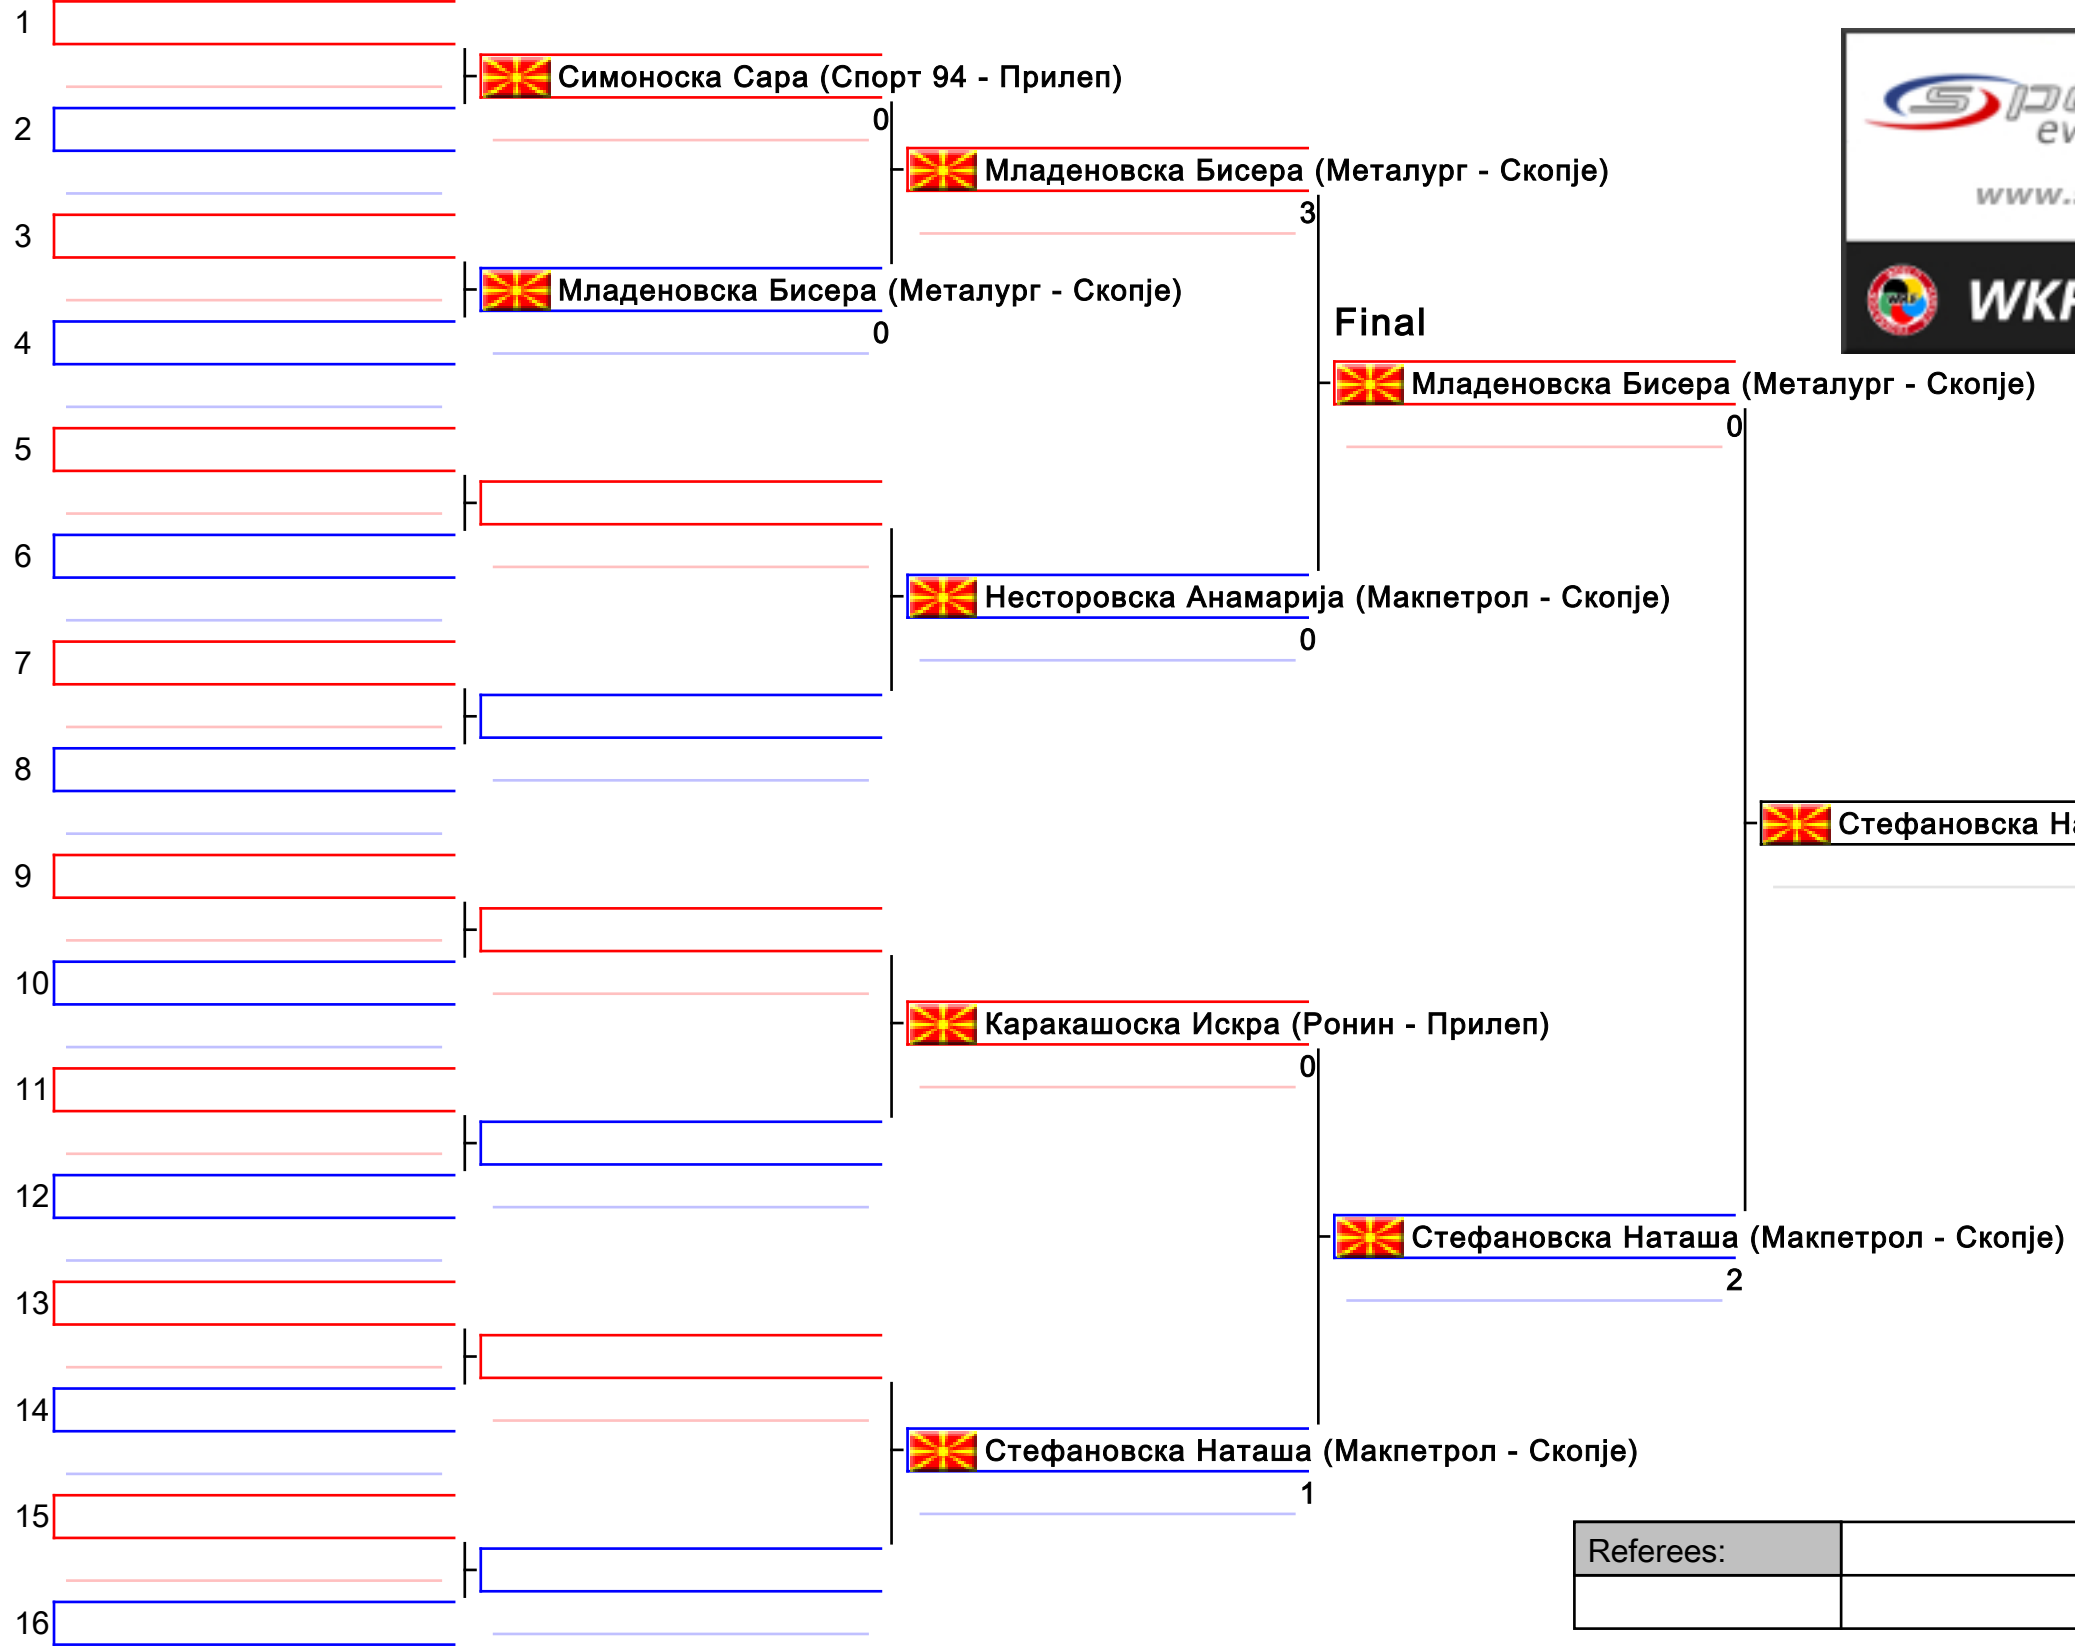 1
Симоноска Сара (Спорт 94 - Прилеп)
0
2
Младеновска Бисера (Металург - Скопје)
3
3
Младеновска Бисера (Металург - Скопје)
0
4
Final
Младеновска Бисера (Металург - Скопје)
0
5
6
Несторовска Анамарија (Макпетрол - Скопје)
0
7
8
Стефановска
9
10
Каракашоска Искра (Ронин - Прилеп)
0
11
12
Стефановска Наташа (Макпетрол - Скопје)
2
13
14
Стефановска Наташа (Макпетрол - Скопје)
1
15
Referees:
16
www.